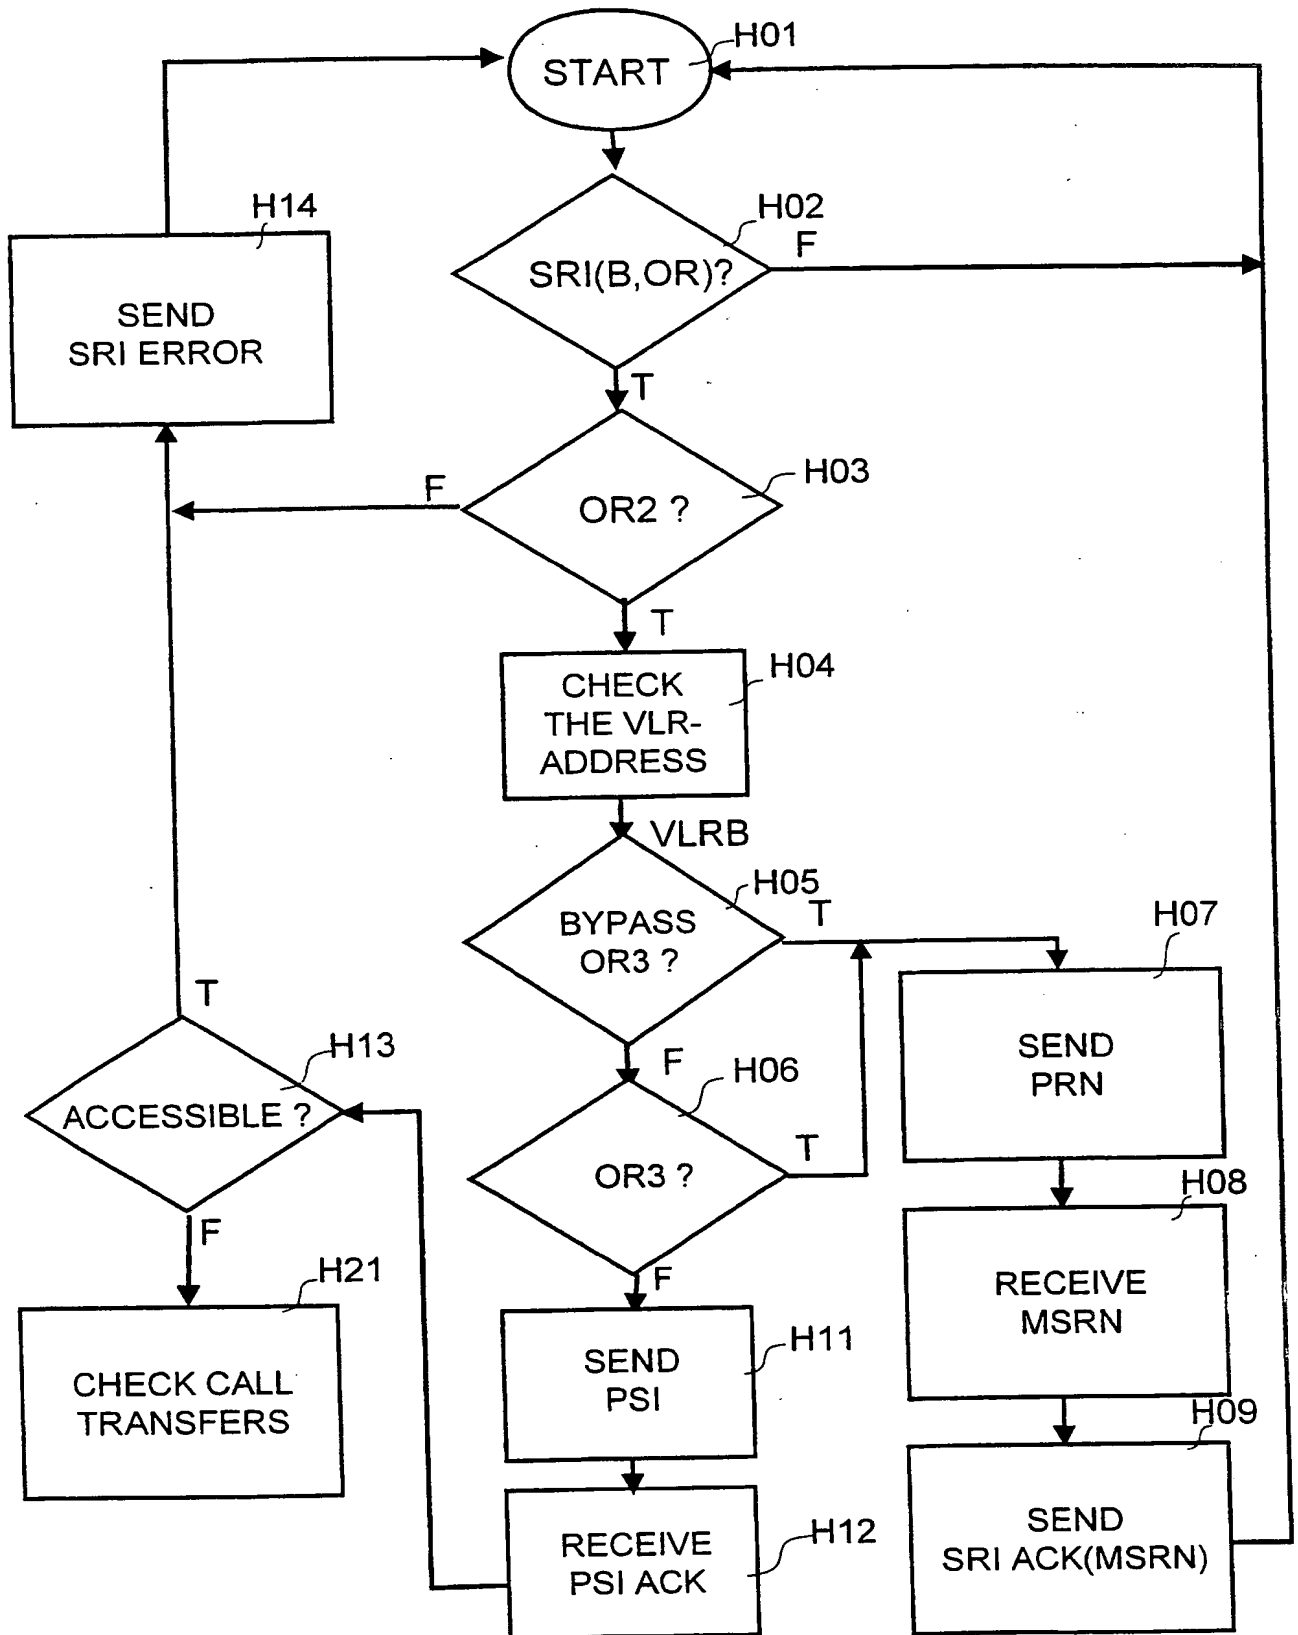 H01
START
H14
H02
F
SRI(B,OR)?
SEND
SRI ERROR
T
H03
F
OR2 ?
T
H04
CHECK
THE VLR-
ADDRESS
VLRB
H05
T
H07
BYPASS
OR3 ?
T
H13
F
H06
SEND
PRN
ACCESSIBLE ?
T
OR3 ?
H08
F
F
H21
RECEIVE
MSRN
H11
SEND
PSI
CHECK CALL
TRANSFERS
H09
H12
RECEIVE
PSI ACK
SEND
SRI ACK(MSRN)